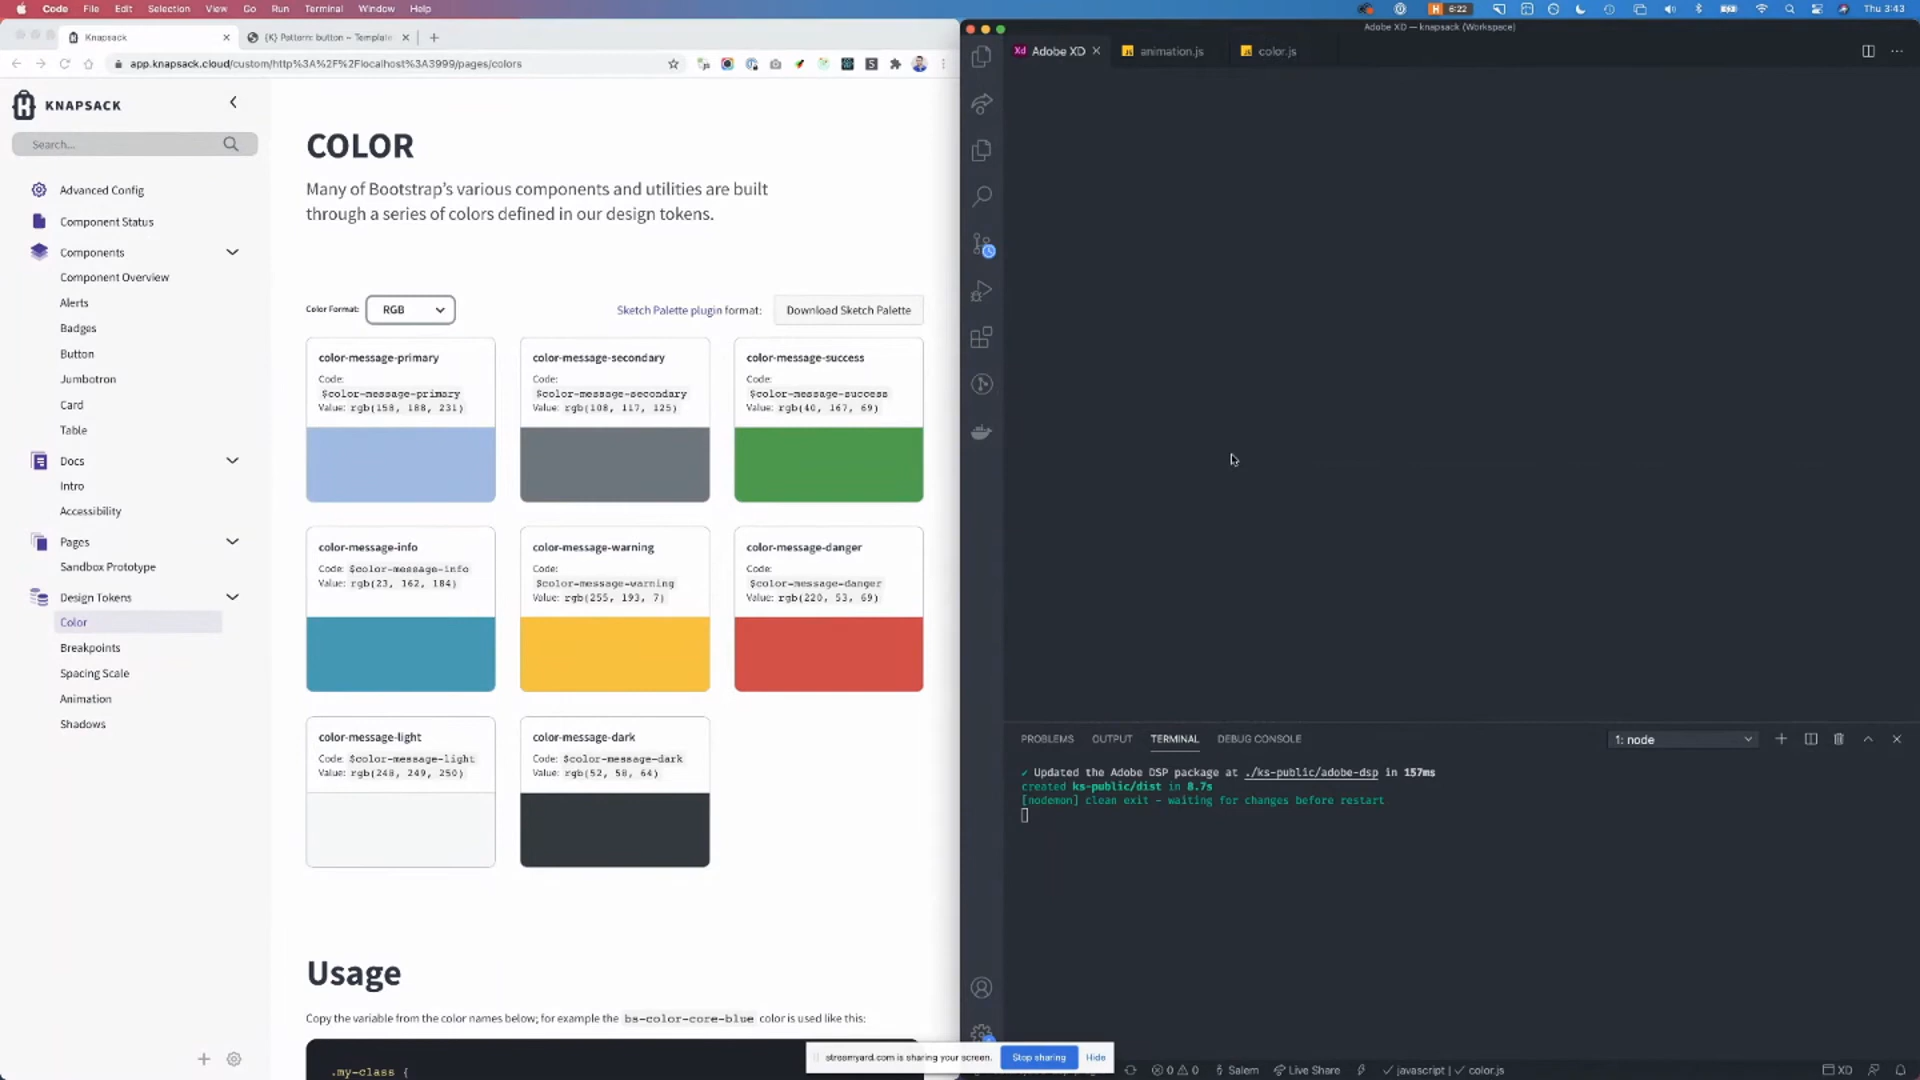 Code File Edit Selection View Go Run Terminal Window Help
6:22
Thu 3:43
Knapsack
{K} Pattern: button – Template
Adobe XD — knapsack (Workspace)
app.knapsack.cloud/custom/http%3A%2F%2Flocalhost%3A3999/pages/colors
Xd Adobe XD
animation.js
color.js
KNAPSACK
Search...
Advanced Config
Component Status
Components
Component Overview
Alerts
Badges
Button
Jumbotron
Card
Table
Docs
Intro
Accessibility
Pages
Sandbox Prototype
Design Tokens
Color
Breakpoints
Spacing Scale
Animation
Shadows
COLOR
Many of Bootstrap's various components and utilities are built
through a series of colors defined in our design tokens.
Color Format: RGB
Sketch Palette plugin format: Download Sketch Palette
color-message-primary
Code:
$color-message-primary
Value: rgb(158, 188, 231)
color-message-secondary
Code:
$color-message-secondary
Value: rgb(108, 117, 125)
color-message-success
Code:
$color-message-success
Value: rgb(40, 167, 69)
color-message-info
Code: $color-message-info
Value: rgb(23, 162, 184)
color-message-warning
Code:
$color-message-warning
Value: rgb(255, 193, 7)
color-message-danger
Code:
$color-message-danger
Value: rgb(220, 53, 69)
color-message-light
Code: $color-message-light
Value: rgb(248, 249, 250)
color-message-dark
Code: $color-message-dark
Value: rgb(52, 58, 64)
Usage
Copy the variable from the color names below; for example the bs-color-core-blue color is used like this:
.my-class {
PROBLEMS OUTPUT TERMINAL DEBUG CONSOLE
1: node
✓ Updated the Adobe DSP package at ./ks-public/adobe-dsp in 157ms
created ks-public/dist in 8.7s
[nodemon] clean exit - waiting for changes before restart
streamyard.com is sharing your screen. Stop sharing Hide
0 0 Salem Live Share ✓ javascript | ✓ color.js
XD